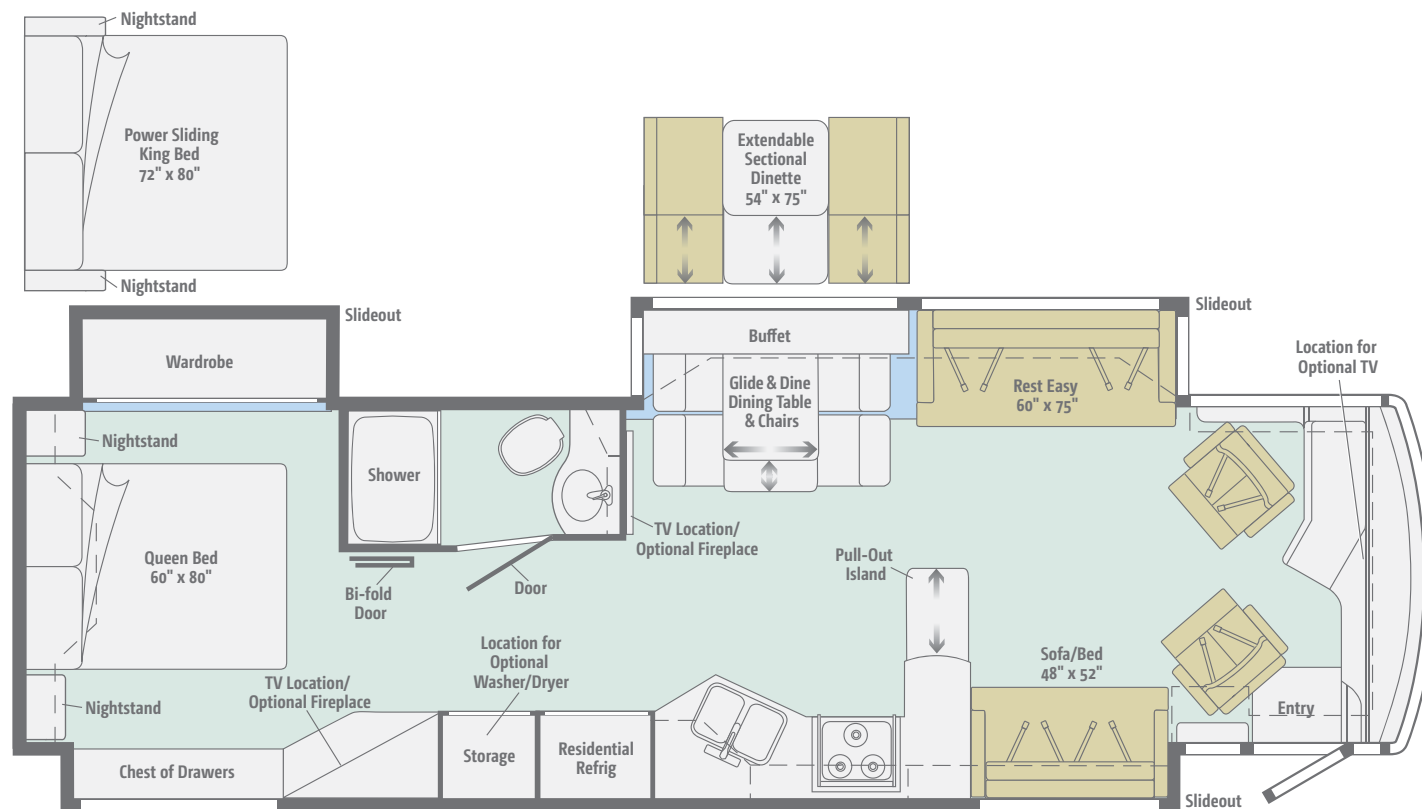 Nightstand
Power Sliding
King Bed
72" x 80"
Nightstand
Extendable
Sectional
Dinette
54" x 75"
Slideout
Slideout
Wardrobe
Buffet
Location for
Optional TV
Glide & Dine
Dining Table
& Chairs
Rest Easy
60" x 75"
Nightstand
Shower
TV Location/
Optional Fireplace
Queen Bed
60" x 80"
Pull-Out
Island
Bi-fold
Door
Door
Location for
Optional
Washer/Dryer
Sofa/Bed
48" x 52"
TV Location/
Optional Fireplace
Nightstand
Entry
Storage
Residential
Refrig
Chest of Drawers
Slideout